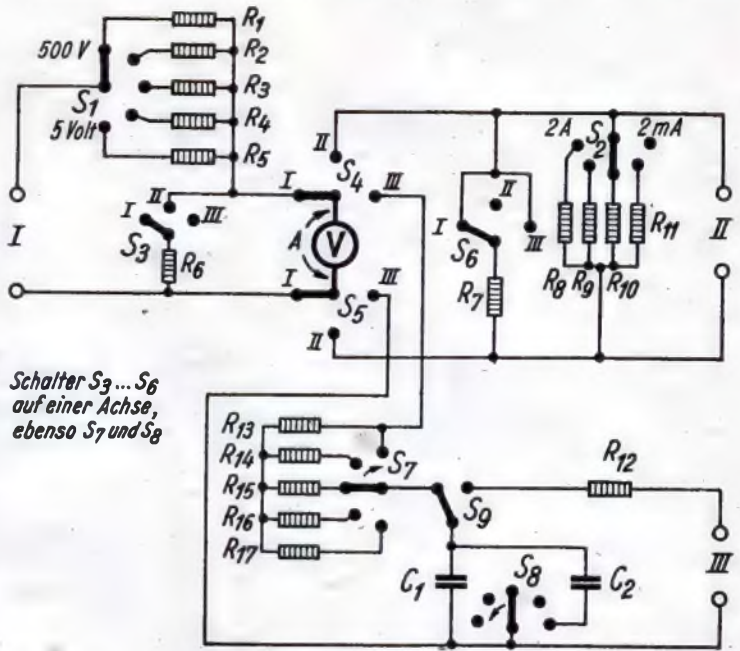 R1
500 V
R2
R3
S1
R4
5 Volt
R5
II
S4
III
I
II
I
III
S3
I
A
V
R6
I
S5
III
II
2A
S2
2mA
II
I
S6
III
R7
R8
R9
R10
R11
II
Schalter S3 ... S6
auf einer Achse,
ebenso S7 und S8
R13
R14
S7
R15
R16
R17
S9
R12
C1
S8
C2
III